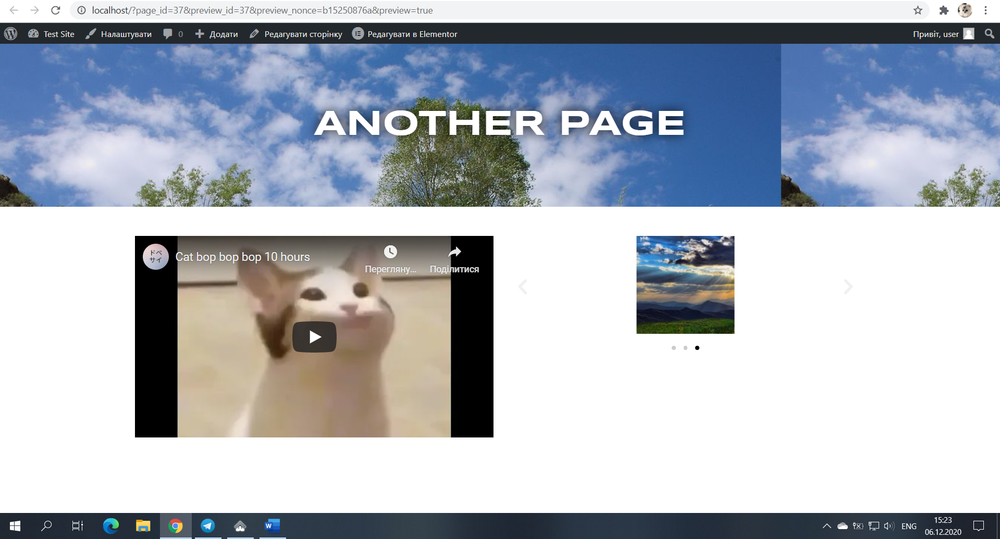 localhost/?page_id=37&preview_id=37&preview_nonce=b15250876a&preview=true
Test Site Налаштувати 0 Додати Редагувати сторінку Редагувати в Elementor Привіт, user
ANOTHER PAGE
ドベ
サイ
Cat bop bop bop 10 hours
Перегляну... Поділитися
ENG
15:23
06.12.2020